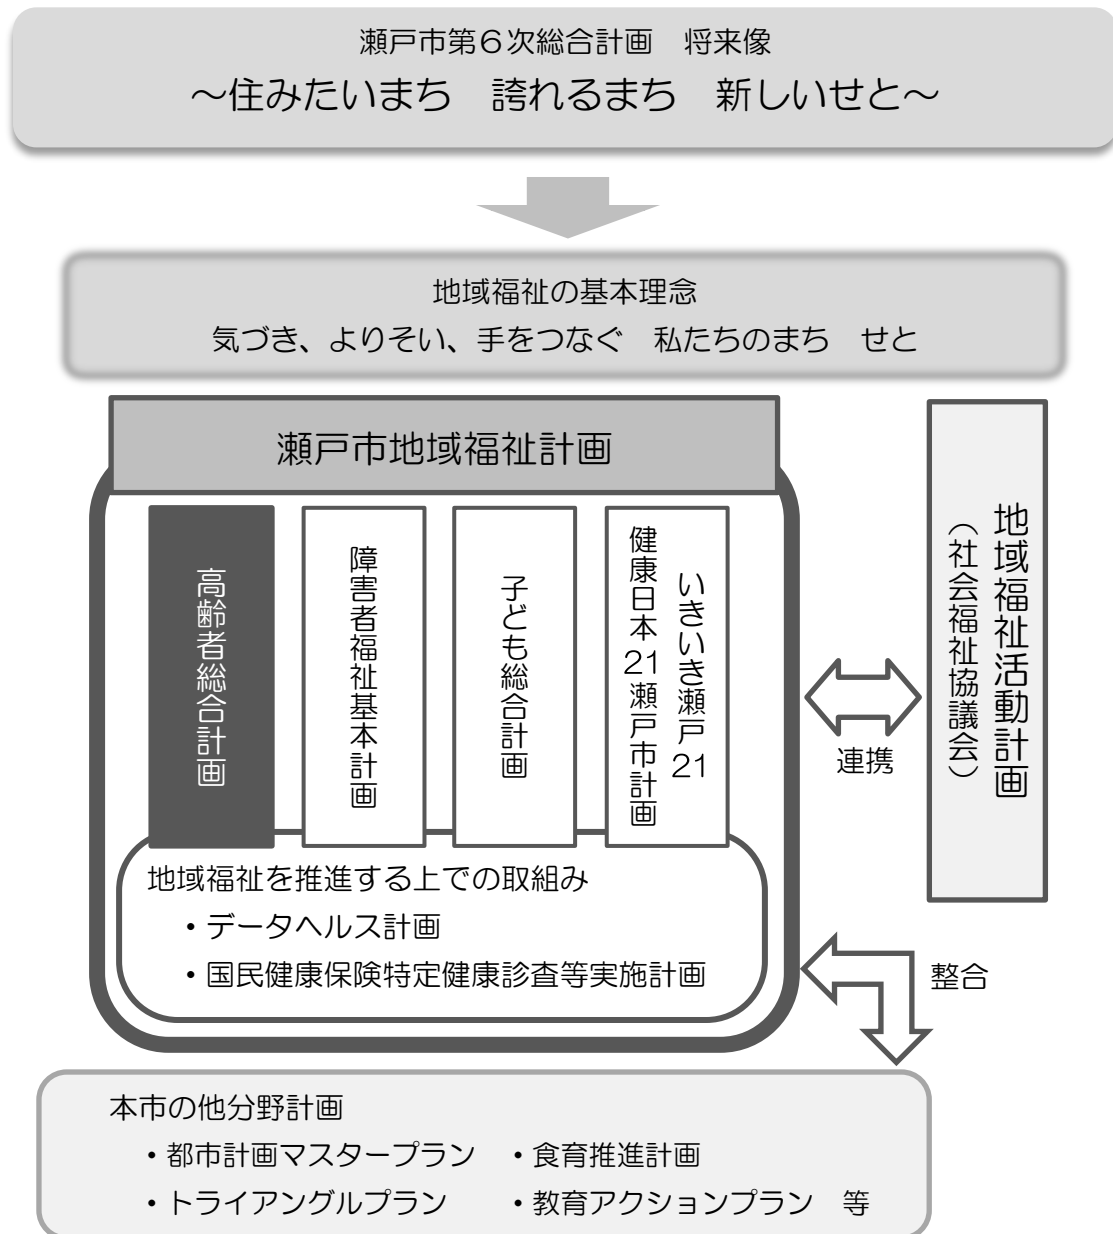 瀬戸市第６次総合計画　将来像
～住みたいまち　誇れるまち　新しいせと～
地域福祉の基本理念
気づき、よりそい、手をつなぐ　私たちのまち　せと
瀬戸市地域福祉計画
高齢者総合計画
障害者福祉基本計画
子ども総合計画
いきいき瀬戸21
健康日本21瀬戸市計画
地域福祉活動計画
（社会福祉協議会）
連携
地域福祉を推進する上での取組み
・データヘルス計画
・国民健康保険特定健康診査等実施計画
整合
本市の他分野計画
・都市計画マスタープラン　・食育推進計画
・トライアングルプラン　・教育アクションプラン　等